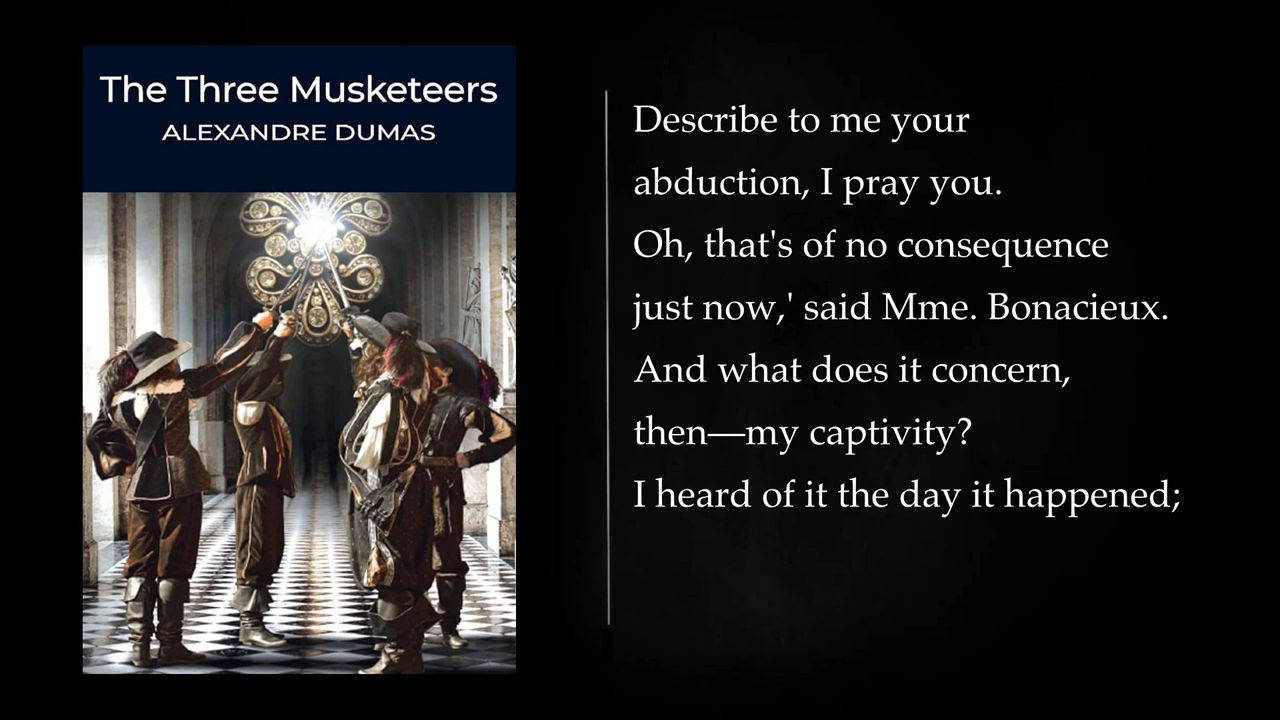 The Three Musketeers
ALEXANDRE DUMAS
Describe to me your
abduction, I pray you.
Oh, that's of no consequence
just now,' said Mme. Bonacieux.
And what does it concern,
then—my captivity?
I heard of it the day it happened;